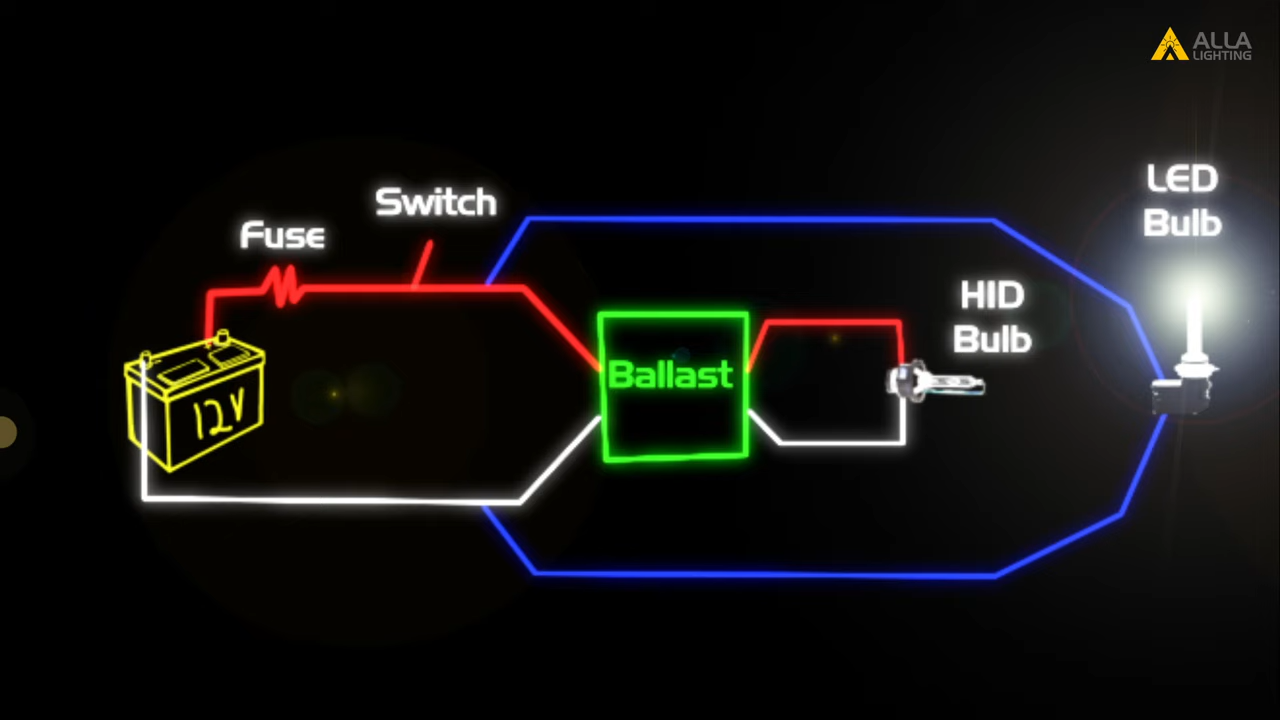 ALLA
LIGHTING
LED
Bulb
Switch
Fuse
HID
Bulb
Ballast
12V